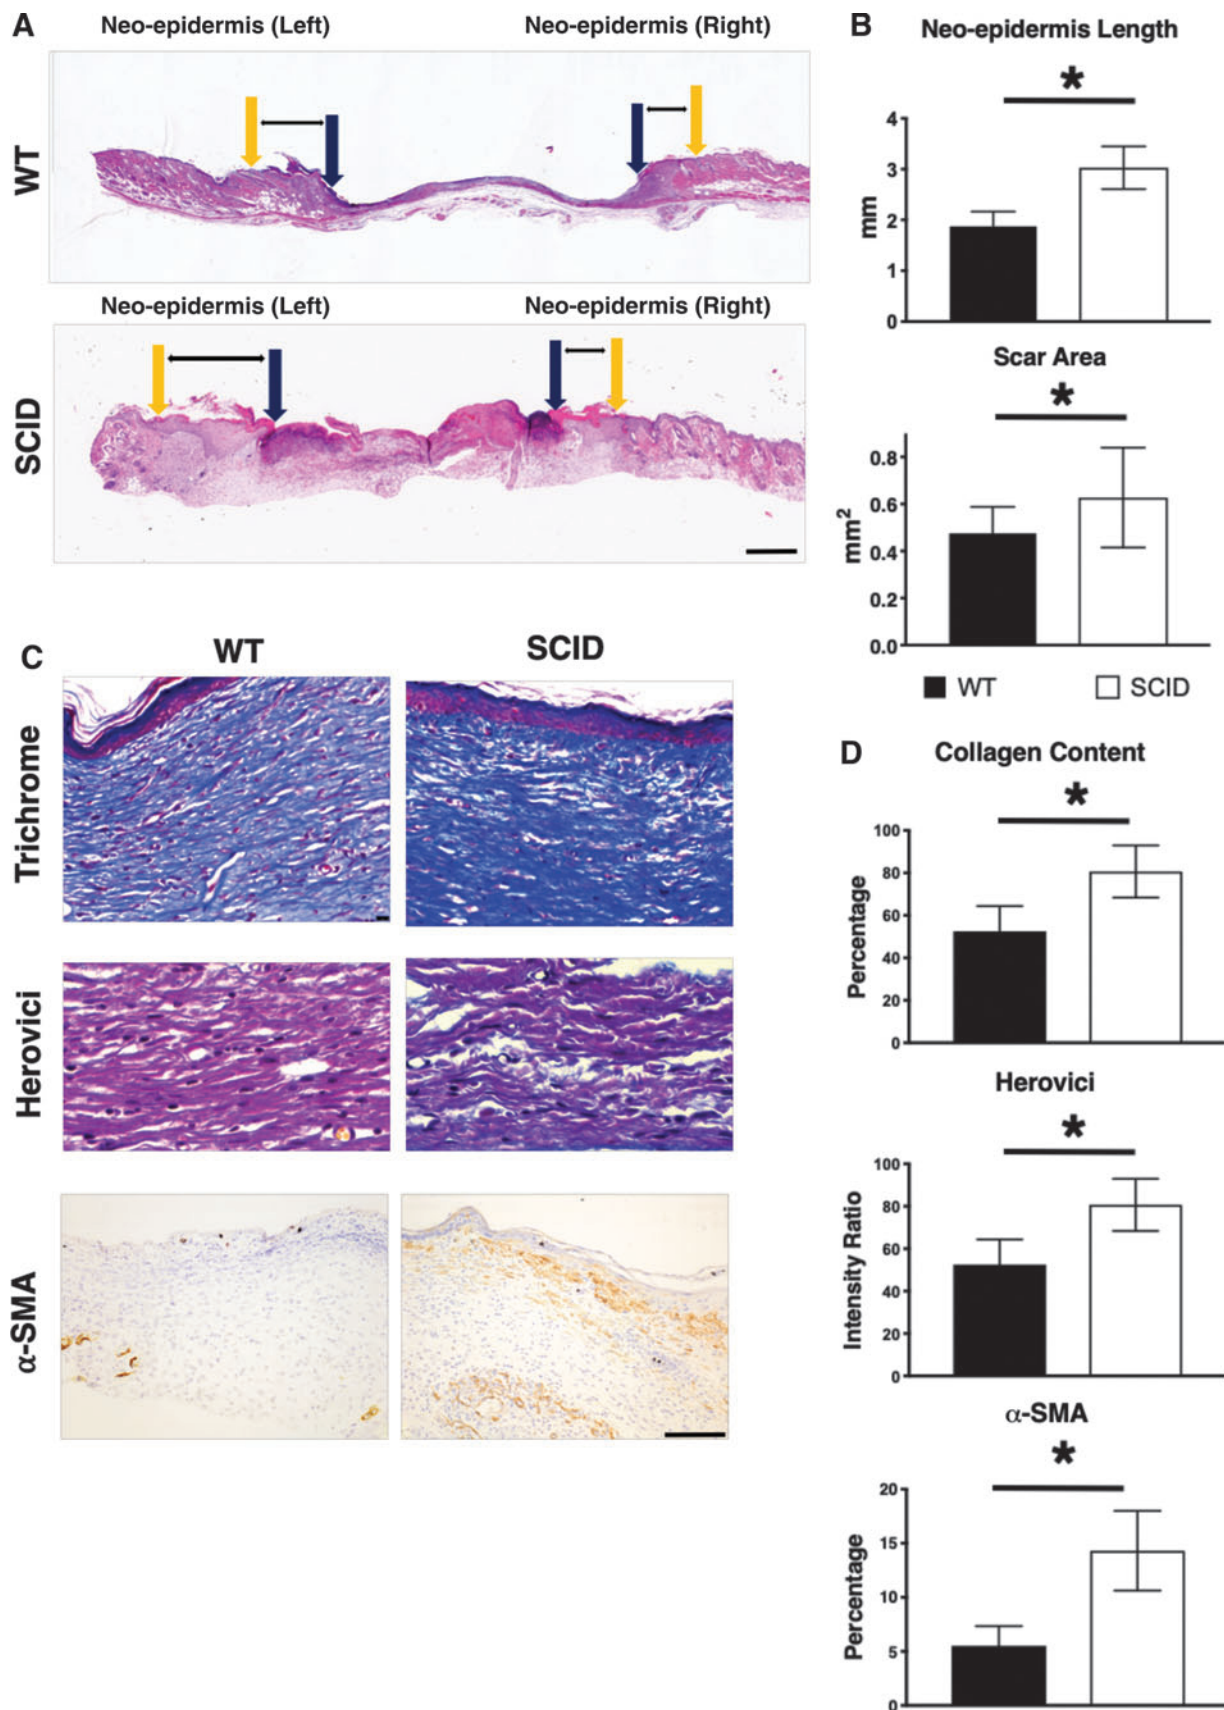 A
Neo-epidermis (Left)
Neo-epidermis (Right)
WT
Neo-epidermis (Left)
Neo-epidermis (Right)
SCID
B
Neo-epidermis Length
*
mm
4
3
2
1
0
Scar Area
*
mm²
0.8
0.6
0.4
0.2
0.0
WT
SCID
C
WT
SCID
Trichrome
Herovici
α-SMA
D
Collagen Content
*
Percentage
100
80
60
40
20
0
Herovici
*
Intensity Ratio
100
80
60
40
20
0
α-SMA
*
Percentage
20
15
10
5
0